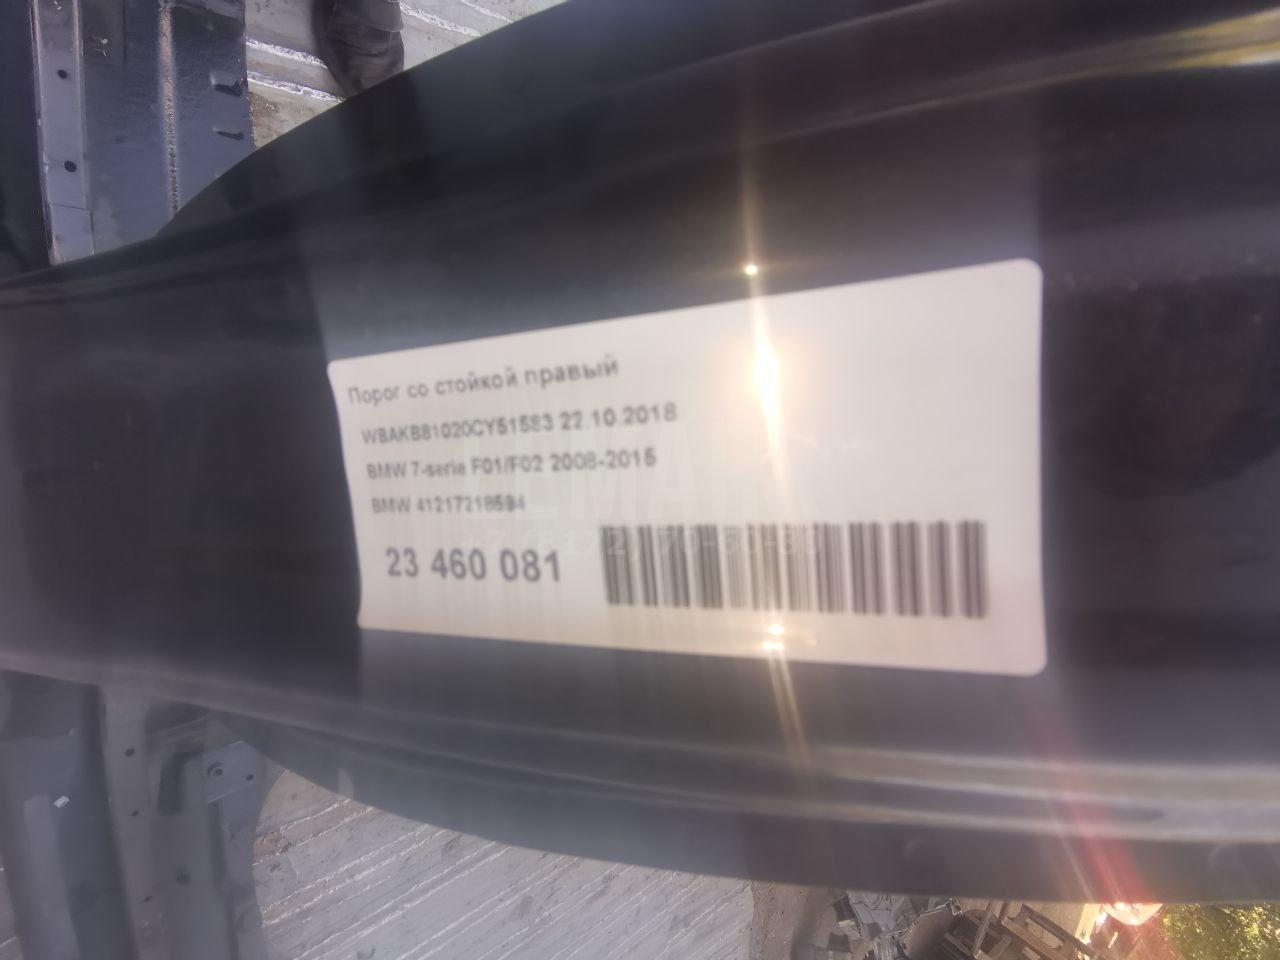 Порог со стойкой правый
WBAKB81020CY51583 22.10.2018
BMW 7-serie F01/F02 2008-2015
BMW 41217218594
23 460 081